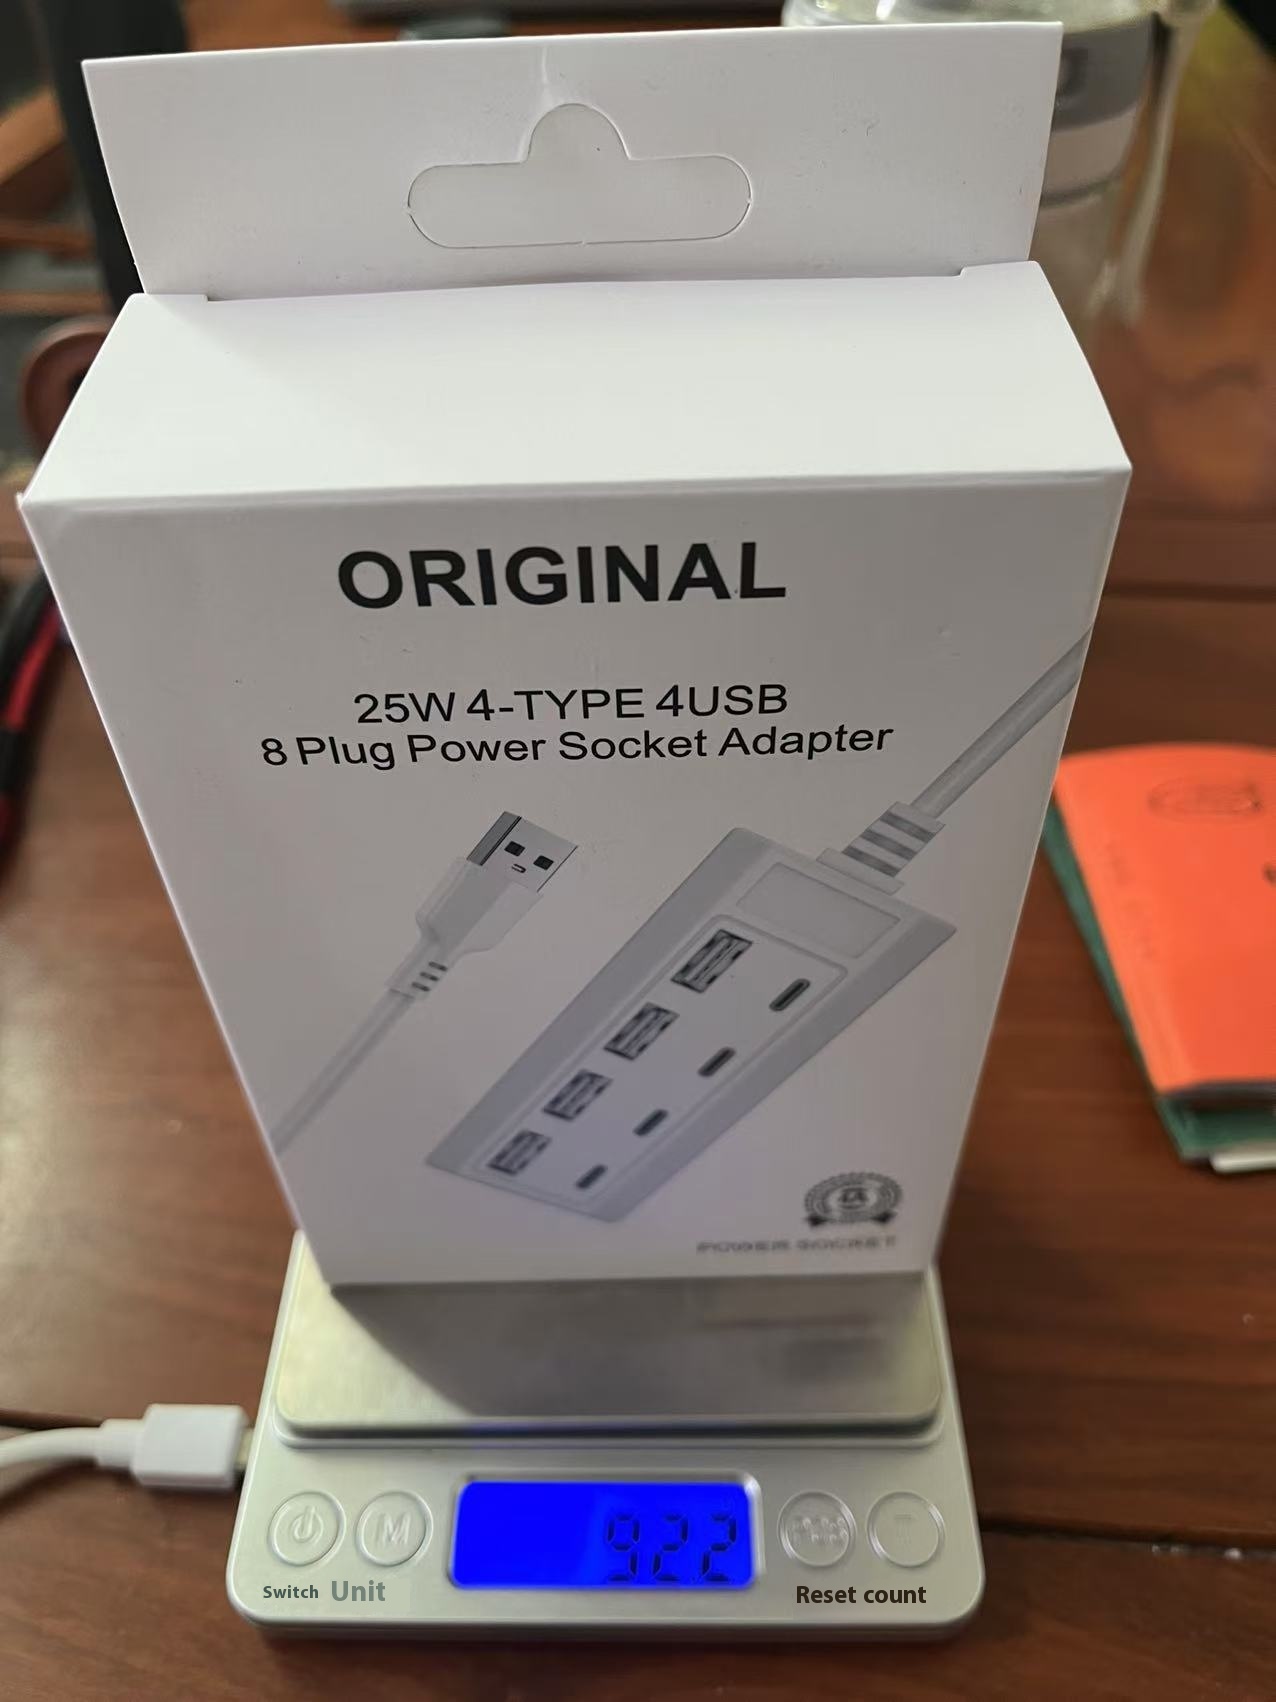 ORIGINAL
25W 4-TYPE 4USB
8 Plug Power Socket Adapter
POWER SOCKET
M
922
T
Switch Unit
Reset count